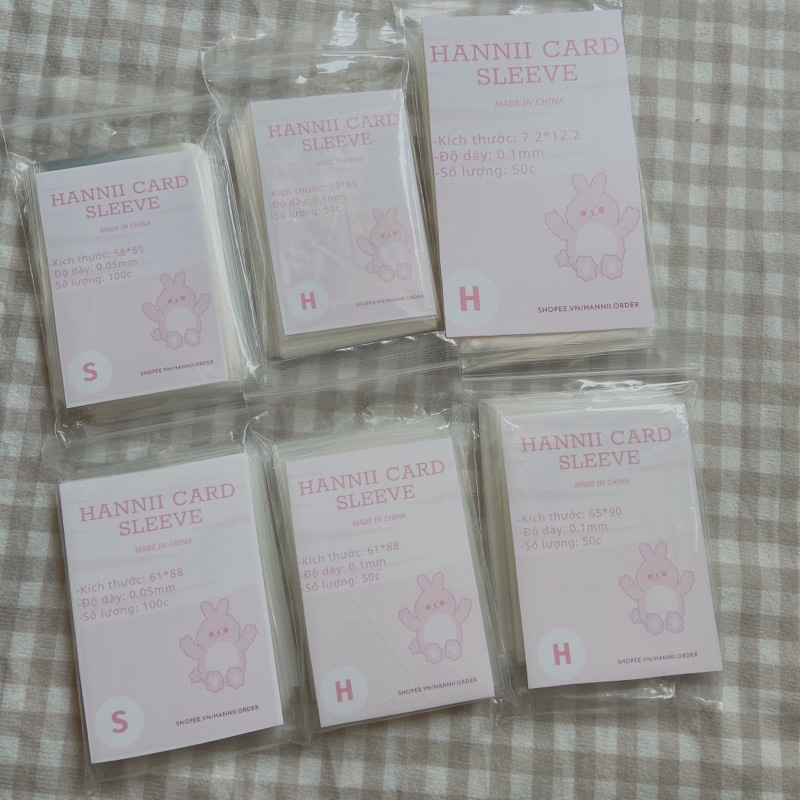 HANNII CARD
SLEEVE
MADE IN CHINA
-Kích thước: 58*89
-Độ dày: 0.05mm
-Số lượng: 100c
S
SHOPEE.VN/HANNII.ORDER
HANNII CARD
SLEEVE
MADE IN CHINA
-Kích thước: 58*89
-Độ dày: 0.1mm
-Số lượng: 50c
H
SHOPEE.VN/HANNII.ORDER
HANNII CARD
SLEEVE
MADE IN CHINA
-Kích thước: 7.2*12.2
-Độ dày: 0.1mm
-Số lượng: 50c
H
SHOPEE.VN/HANNII.ORDER
HANNII CARD
SLEEVE
MADE IN CHINA
-Kích thước: 61*88
-Độ dày: 0.05mm
-Số lượng: 100c
S
SHOPEE.VN/HANNII.ORDER
HANNII CARD
SLEEVE
MADE IN CHINA
-Kích thước: 61*88
-Độ dày: 0.1mm
-Số lượng: 50c
H
SHOPEE.VN/HANNII.ORDER
HANNII CARD
SLEEVE
MADE IN CHINA
-Kích thước: 65*90
-Độ dày: 0.1mm
-Số lượng: 50c
H
SHOPEE.VN/HANNII.ORDER